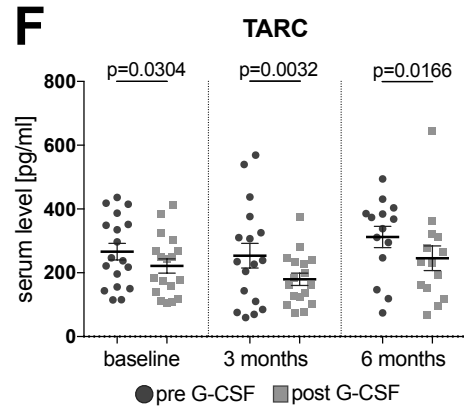 F
TARC
p=0.0304 p=0.0032 p=0.0166
serum level [pg/ml]
800
600
400
200
0
baseline 3 months 6 months
pre G-CSF post G-CSF